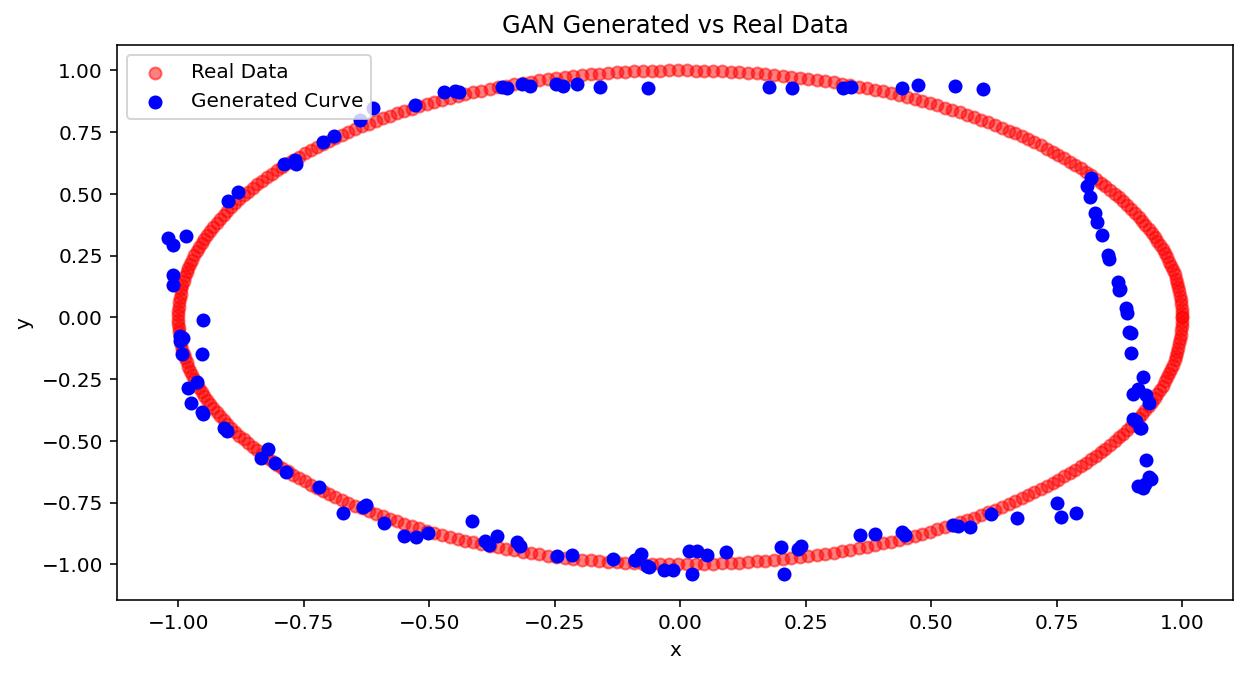 GAN Generated vs Real Data
Real Data
Generated Curve
1.00
0.75
0.50
0.25
0.00
−0.25
−0.50
−0.75
−1.00
y
−1.00 −0.75 −0.50 −0.25 0.00 0.25 0.50 0.75 1.00
x